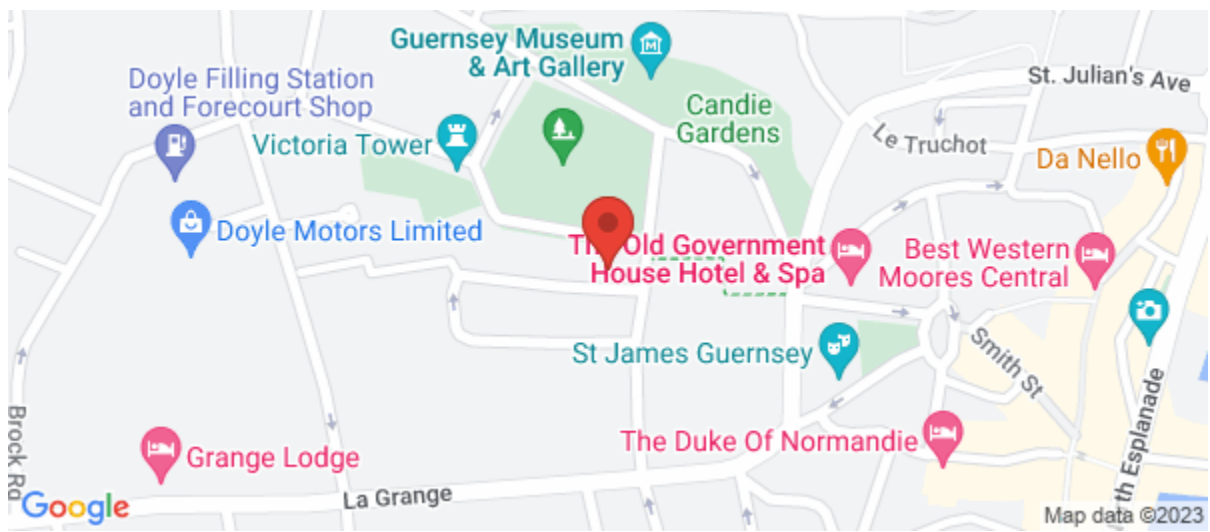 Guernsey Museum
& Art Gallery
St. Julian's Ave
Doyle Filling Station
and Forecourt Shop
Candie
Gardens
Victoria Tower
Le Truchot
Da Nello
Doyle Motors Limited
The Old Government
House Hotel & Spa
Best Western
Moores Central
St James Guernsey
Smith St
th Esplanade
Brock Rd
The Duke Of Normandie
Grange Lodge
La Grange
Google
Map data ©2023